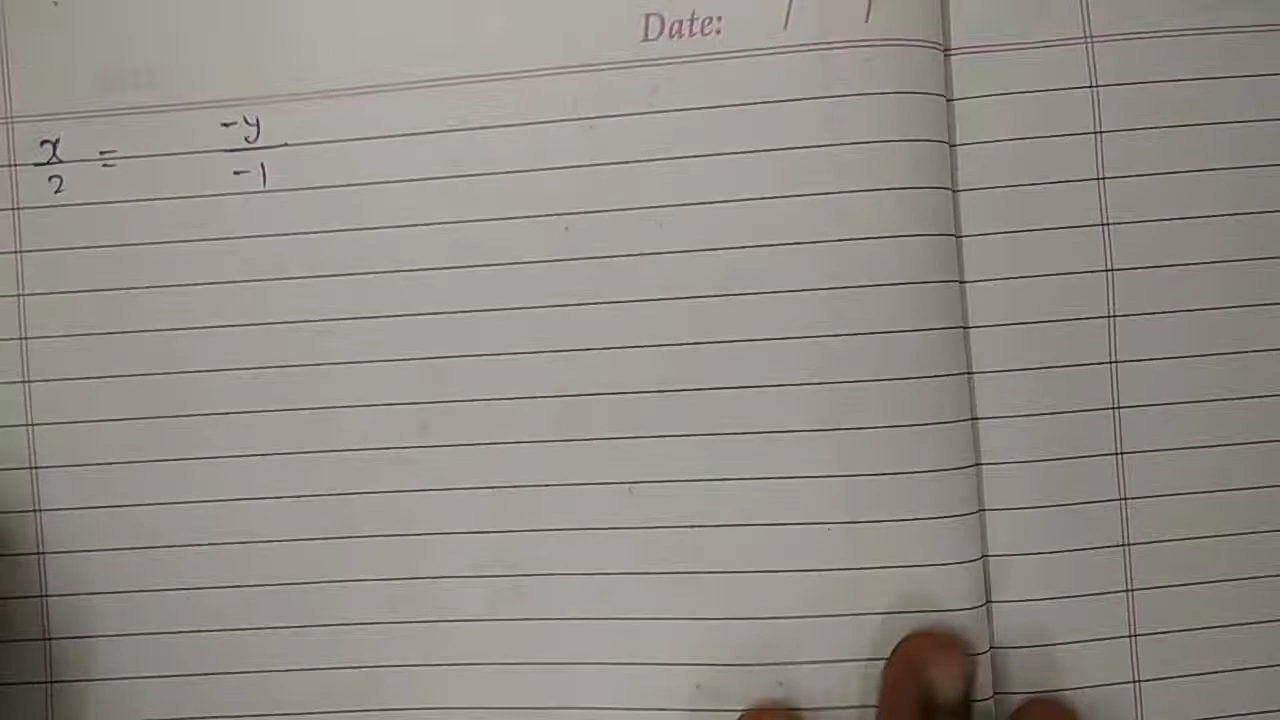 Date: / /
x/2 = -y/-1